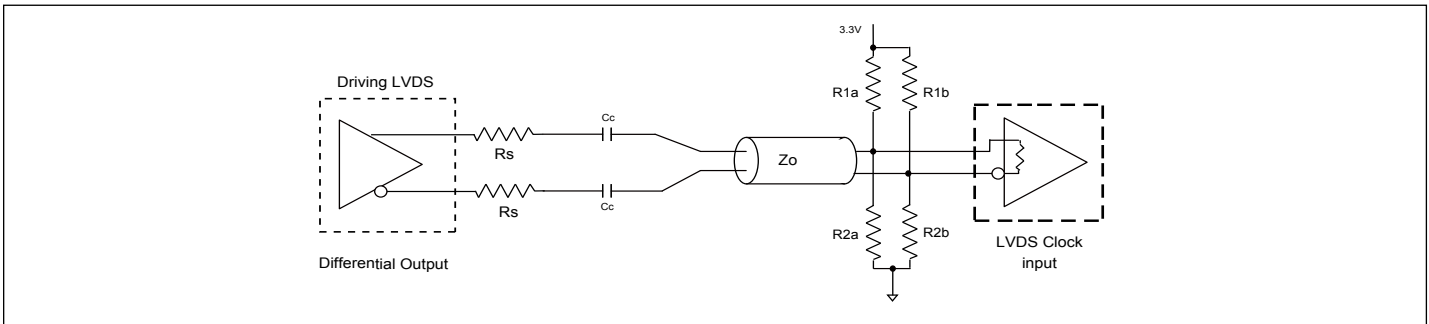 3.3V
Driving LVDS
R1a
R1b
Cc
Rs
Zo
Cc
Rs
R2a
R2b
LVDS Clock
input
Differential Output